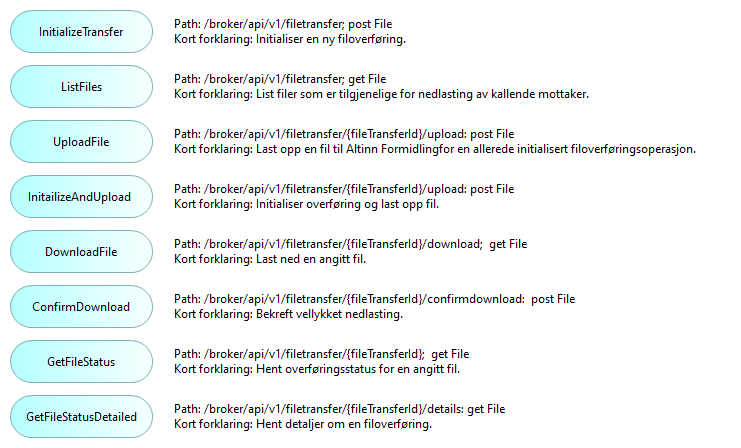 InitializeTransfer
Path: /broker/api/v1/filetransfer; post File
Kort forklaring: Initialiser en ny filoverføring.
ListFiles
Path: /broker/api/v1/filetransfer; get File
Kort forklaring: List filer som er tilgjenelige for nedlasting av kallende mottaker.
UploadFile
Path: /broker/api/v1/filetransfer/{fileTransferId}/upload: post File
Kort forklaring: Last opp en fil til Altinn Formidlingfor en allerede initialisert filoverføringsoperasjon.
InitailizeAndUpload
Path: /broker/api/v1/filetransfer/{fileTransferId}/upload: post File
Kort forklaring: Initialiser overføring og last opp fil.
DownloadFile
Path: /broker/api/v1/filetransfer/{fileTransferId}/download;  get File
Kort forklaring: Last ned en angitt fil.
ConfirmDownload
Path: /broker/api/v1/filetransfer/{fileTransferId}/confirmdownload:  post File
Kort forklaring: Bekreft vellykket nedlasting.
GetFileStatus
Path: /broker/api/v1/filetransfer/{fileTransferId};  get File
Kort forklaring: Hent overføringsstatus for en angitt fil.
GetFileStatusDetailed
Path: /broker/api/v1/filetransfer/{fileTransferId}/details: get File
Kort forklaring: Hent detaljer om en filoverføring.